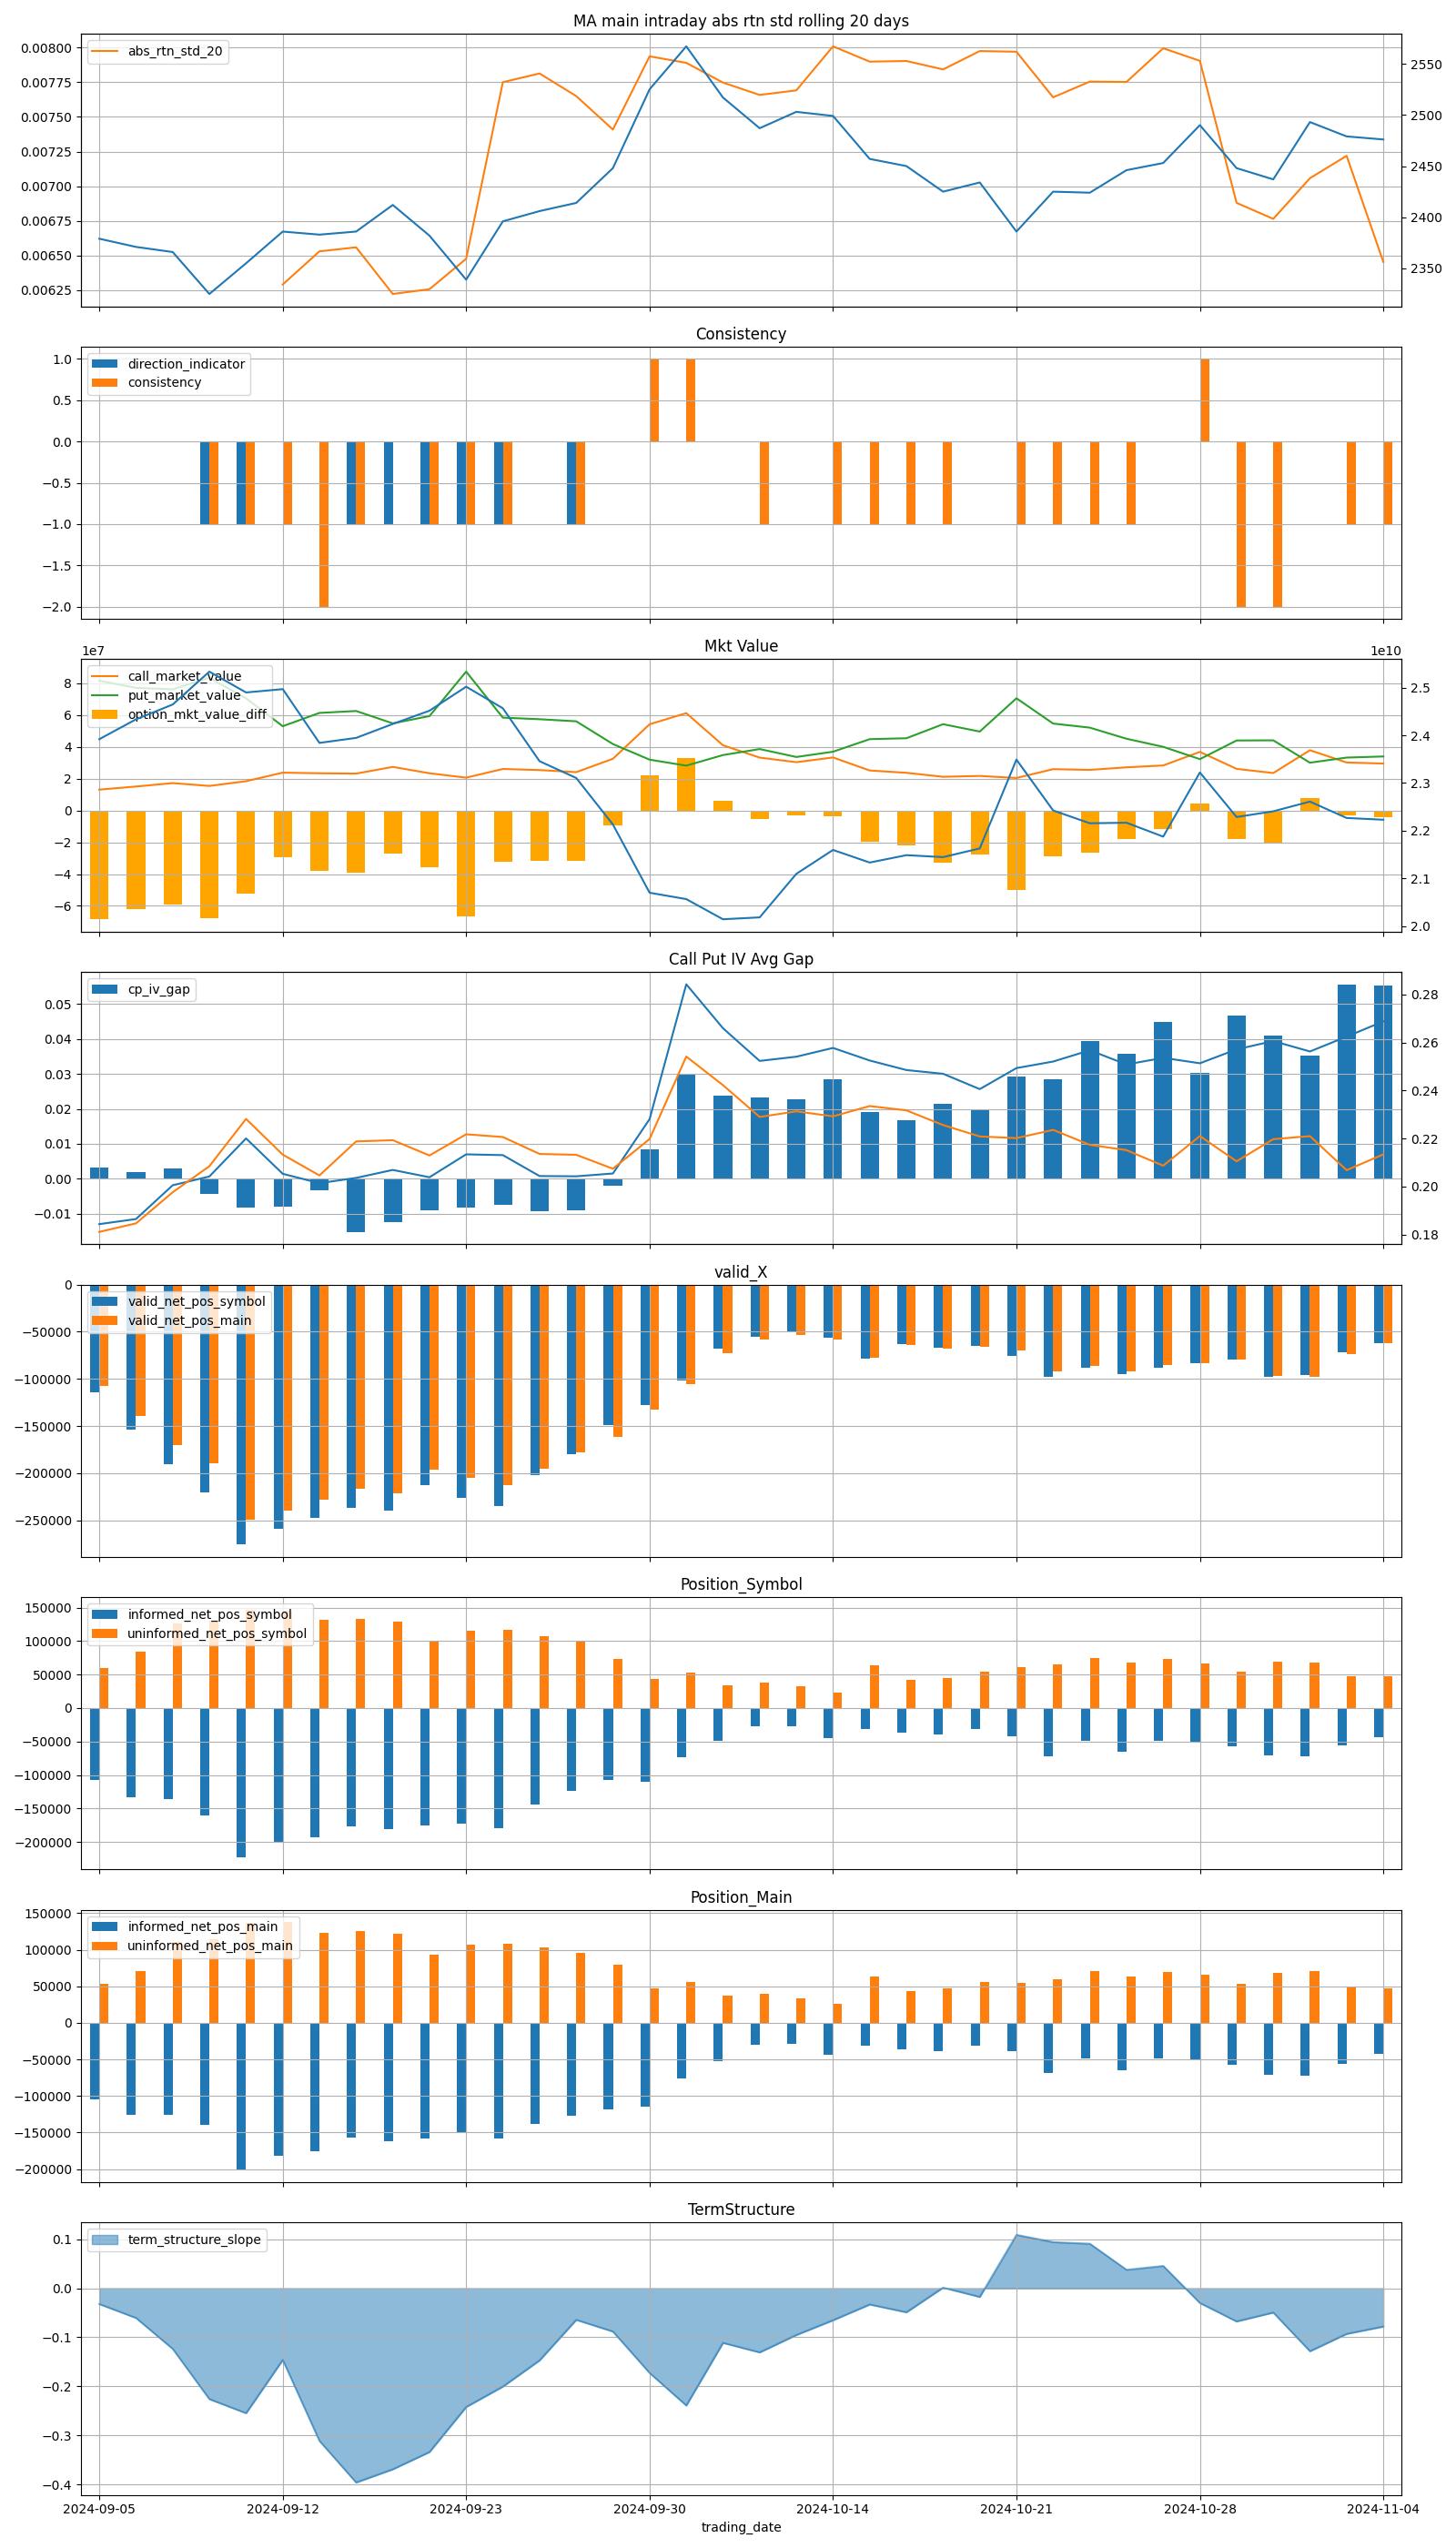 MA main intraday abs rtn std rolling 20 days
abs_rtn_std_20
0.00800
0.00775
0.00750
0.00725
0.00700
0.00675
0.00650
0.00625
2550
2500
2450
2400
2350
Consistency
direction_indicator
consistency
1.0
0.5
0.0
−0.5
−1.0
−1.5
−2.0
Mkt Value
1e7
1e10
call_market_value
put_market_value
option_mkt_value_diff
8
6
4
2
0
−2
−4
−6
2.5
2.4
2.3
2.2
2.1
2.0
Call Put IV Avg Gap
cp_iv_gap
0.05
0.04
0.03
0.02
0.01
0.00
−0.01
0.28
0.26
0.24
0.22
0.20
0.18
valid_X
valid_net_pos_symbol
valid_net_pos_main
0
−50000
−100000
−150000
−200000
−250000
Position_Symbol
informed_net_pos_symbol
uninformed_net_pos_symbol
150000
100000
50000
0
−50000
−100000
−150000
−200000
Position_Main
informed_net_pos_main
uninformed_net_pos_main
150000
100000
50000
0
−50000
−100000
−150000
−200000
TermStructure
term_structure_slope
0.1
0.0
−0.1
−0.2
−0.3
−0.4
2024-09-05 2024-09-12 2024-09-23 2024-09-30 2024-10-14 2024-10-21 2024-10-28 2024-11-04
trading_date